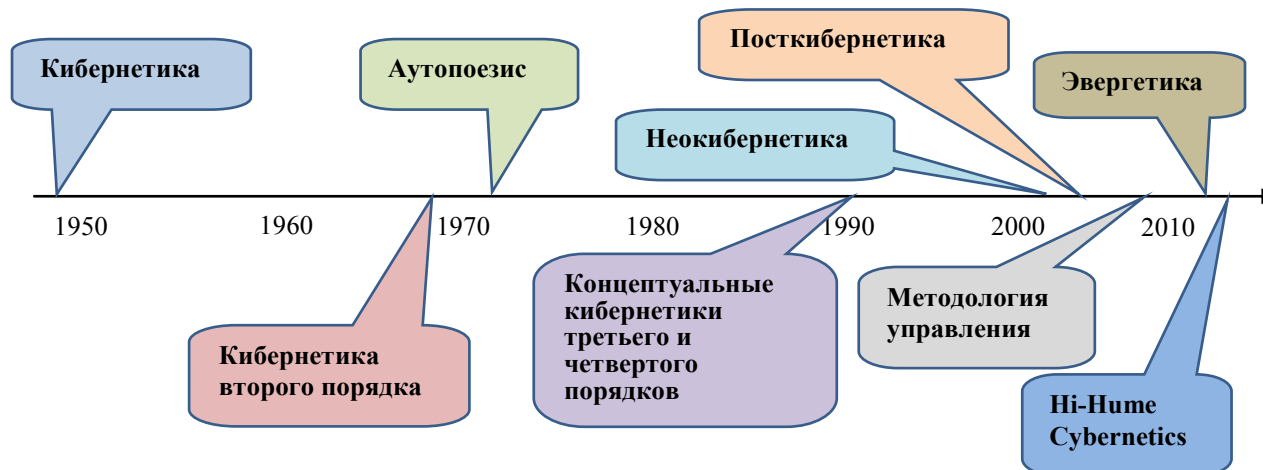 Посткибернетика
Кибернетика
Аутопоезис
Эвергетика
Неокибернетика
1950
1960
1970
1980
1990
2000
2010
Концептуальные
кибернетики
третьего и
четвертого
порядков
Методология
управления
Кибернетика
второго порядка
Hi-Hume
Cybernetics